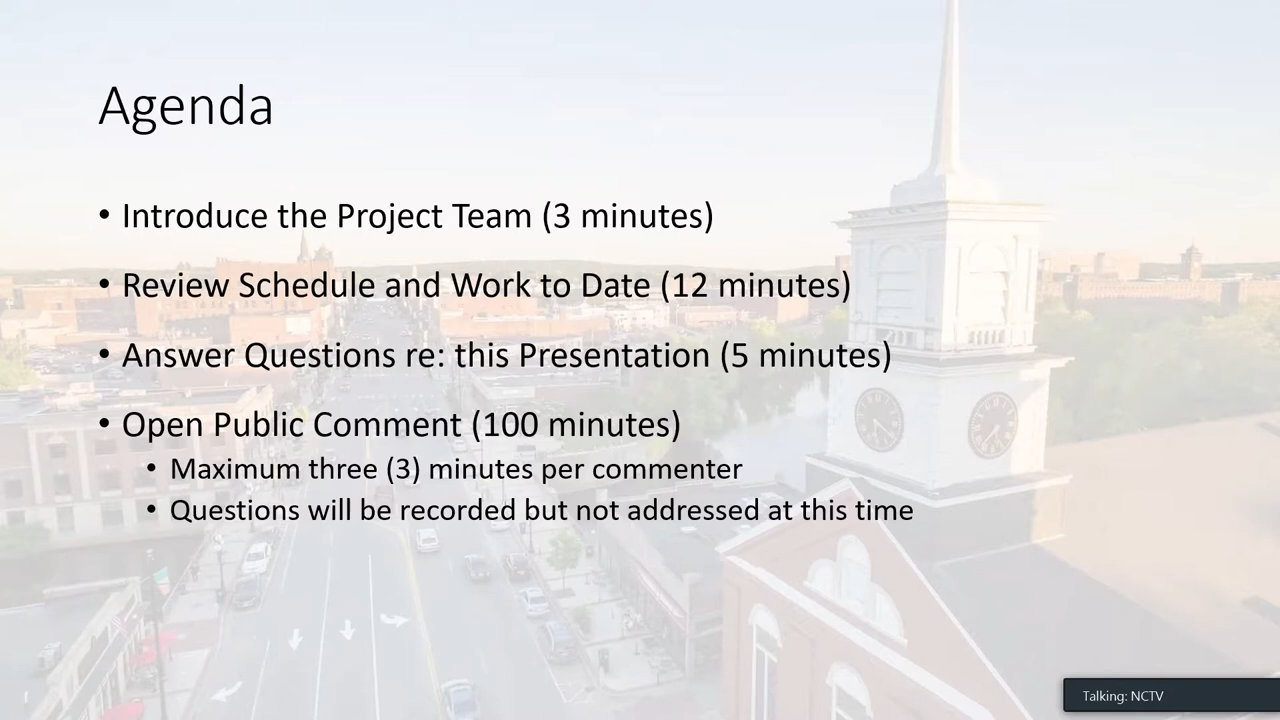 Agenda
• Introduce the Project Team (3 minutes)
• Review Schedule and Work to Date (12 minutes)
• Answer Questions re: this Presentation (5 minutes)
• Open Public Comment (100 minutes)
• Maximum three (3) minutes per commenter
• Questions will be recorded but not addressed at this time
Talking: NCTV